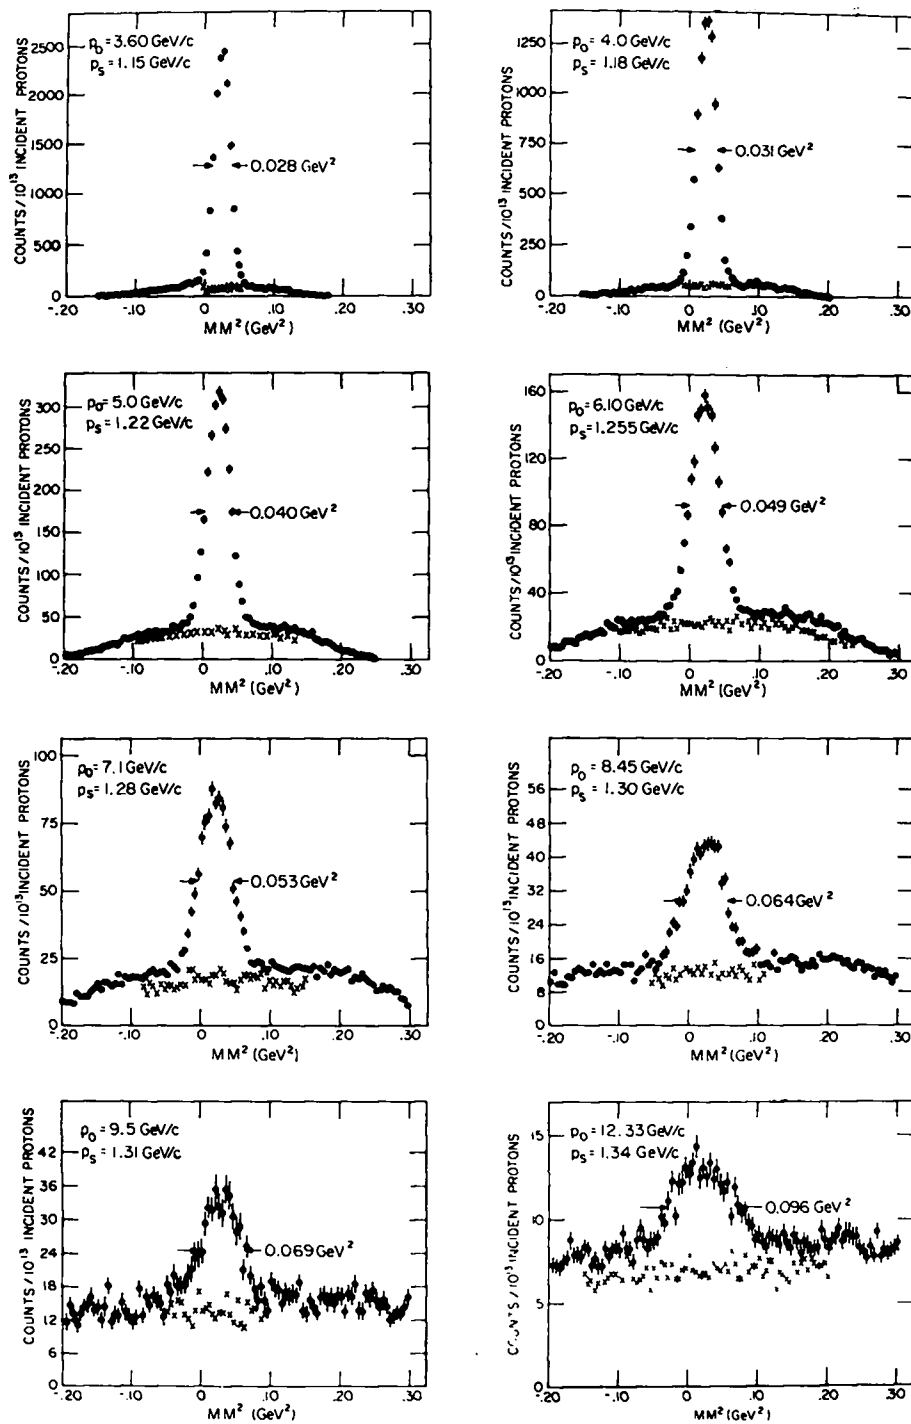 p₀ = 3.60 GeV/c
pₛ = 1.15 GeV/c
COUNTS / 10¹³ INCIDENT PROTONS
2500
2000
1500
1000
500
0
0.028 GeV²
-.20 -.10 0 .10 .20 .30
MM² (GeV²)
p₀ = 4.0 GeV/c
pₛ = 1.18 GeV/c
COUNTS / 10¹³ INCIDENT PROTONS
1250
1000
750
500
250
0
0.031 GeV²
-.20 -.10 0 .10 .20 .30
MM² (GeV²)
p₀ = 5.0 GeV/c
pₛ = 1.22 GeV/c
COUNTS / 10¹³ INCIDENT PROTONS
300
250
200
150
100
50
0
0.040 GeV²
-.20 -.10 0 .10 .20 .30
MM² (GeV²)
p₀ = 6.10 GeV/c
pₛ = 1.255 GeV/c
COUNTS / 10¹³ INCIDENT PROTONS
160
120
80
40
0
0.049 GeV²
-.20 -.10 0 .10 .20 .30
MM² (GeV²)
p₀ = 7.1 GeV/c
pₛ = 1.28 GeV/c
COUNTS / 10¹³ INCIDENT PROTONS
100
75
50
25
0
0.053 GeV²
-.20 -.10 0 .10 .20 .30
MM² (GeV²)
p₀ = 8.45 GeV/c
pₛ = 1.30 GeV/c
COUNTS / 10¹³ INCIDENT PROTONS
56
48
40
32
24
16
8
0
0.064 GeV²
-.20 -.10 0 .10 .20 .30
MM² (GeV²)
p₀ = 9.5 GeV/c
pₛ = 1.31 GeV/c
COUNTS / 10¹³ INCIDENT PROTONS
42
36
30
24
18
12
6
0
0.069 GeV²
-.20 -.10 0 .10 .20 .30
MM² (GeV²)
p₀ = 12.33 GeV/c
pₛ = 1.34 GeV/c
/ 10¹³ INCIDENT PROTONS
0
0.096 GeV²
-.20 -.10 0 .10 .20 .30
MM² (GeV²)